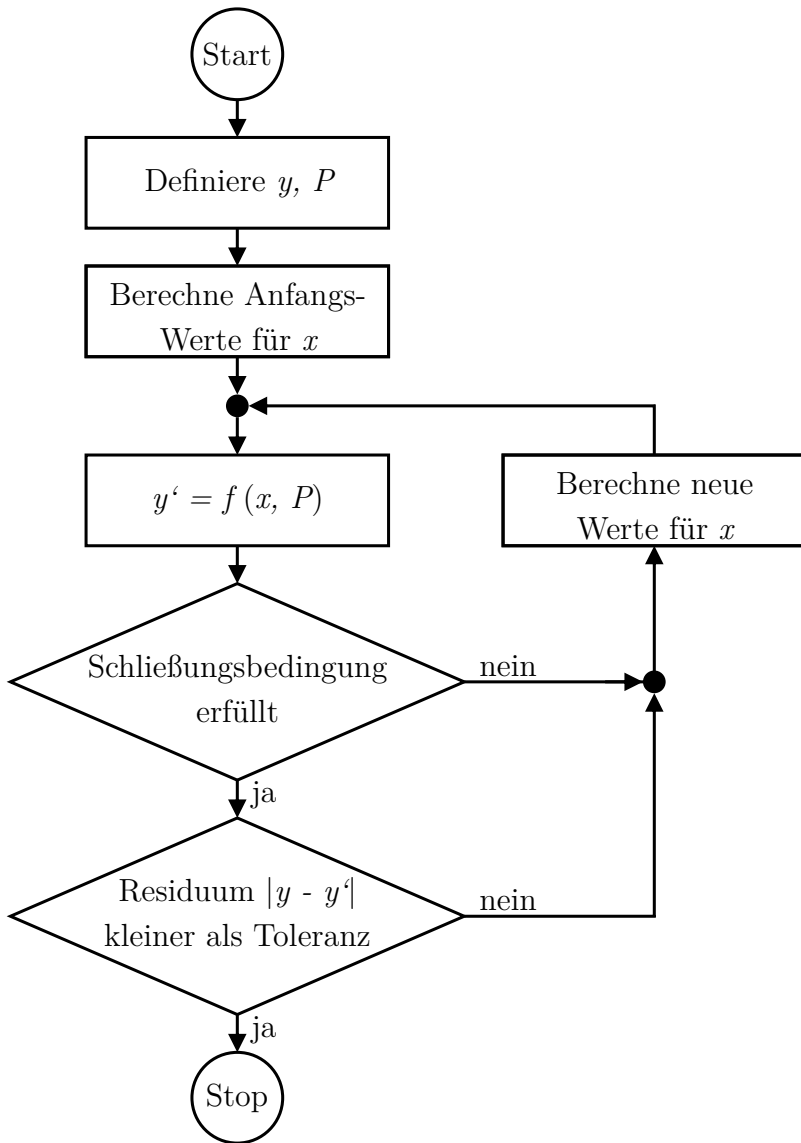 Start
Definiere y, P
Berechne Anfangs-
Werte für x
y‘ = f (x, P)
Berechne neue
Werte für x
Schließungsbedingung
erfüllt
nein
ja
Residuum |y - y‘|
kleiner als Toleranz
nein
ja
Stop